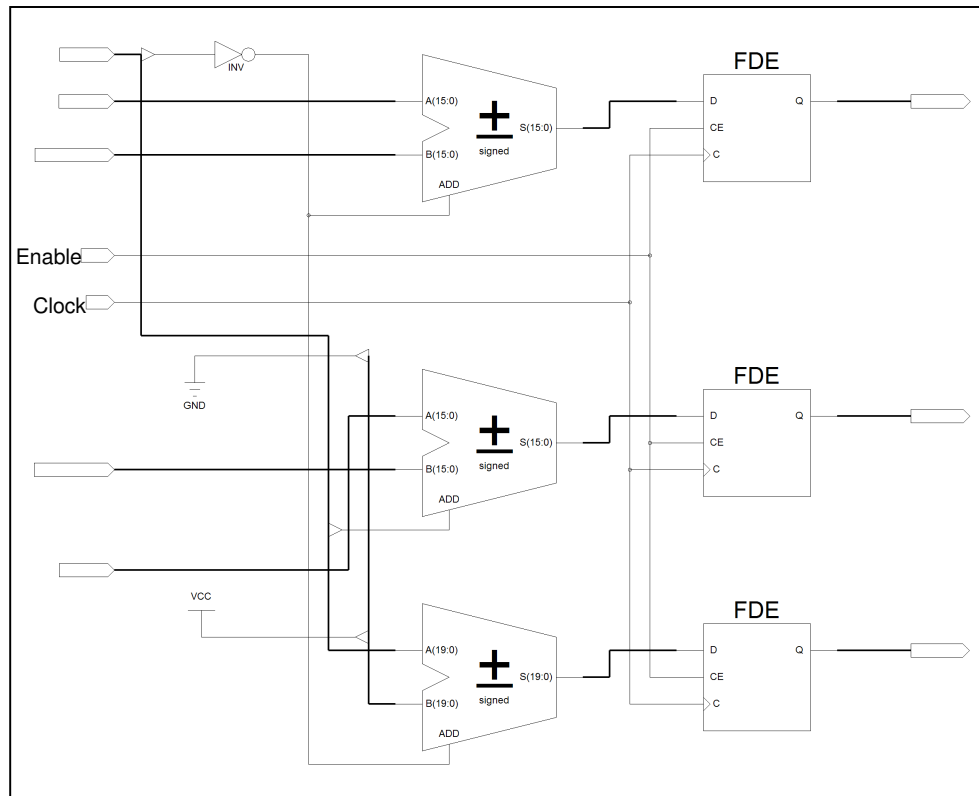 INV
FDE
A(15:0)
B(15:0)
±
signed
S(15:0)
ADD
D
CE
C
Q
Enable
Clock
GND
FDE
A(15:0)
B(15:0)
±
signed
S(15:0)
ADD
D
CE
C
Q
VCC
FDE
A(19:0)
B(19:0)
±
signed
S(19:0)
ADD
D
CE
C
Q